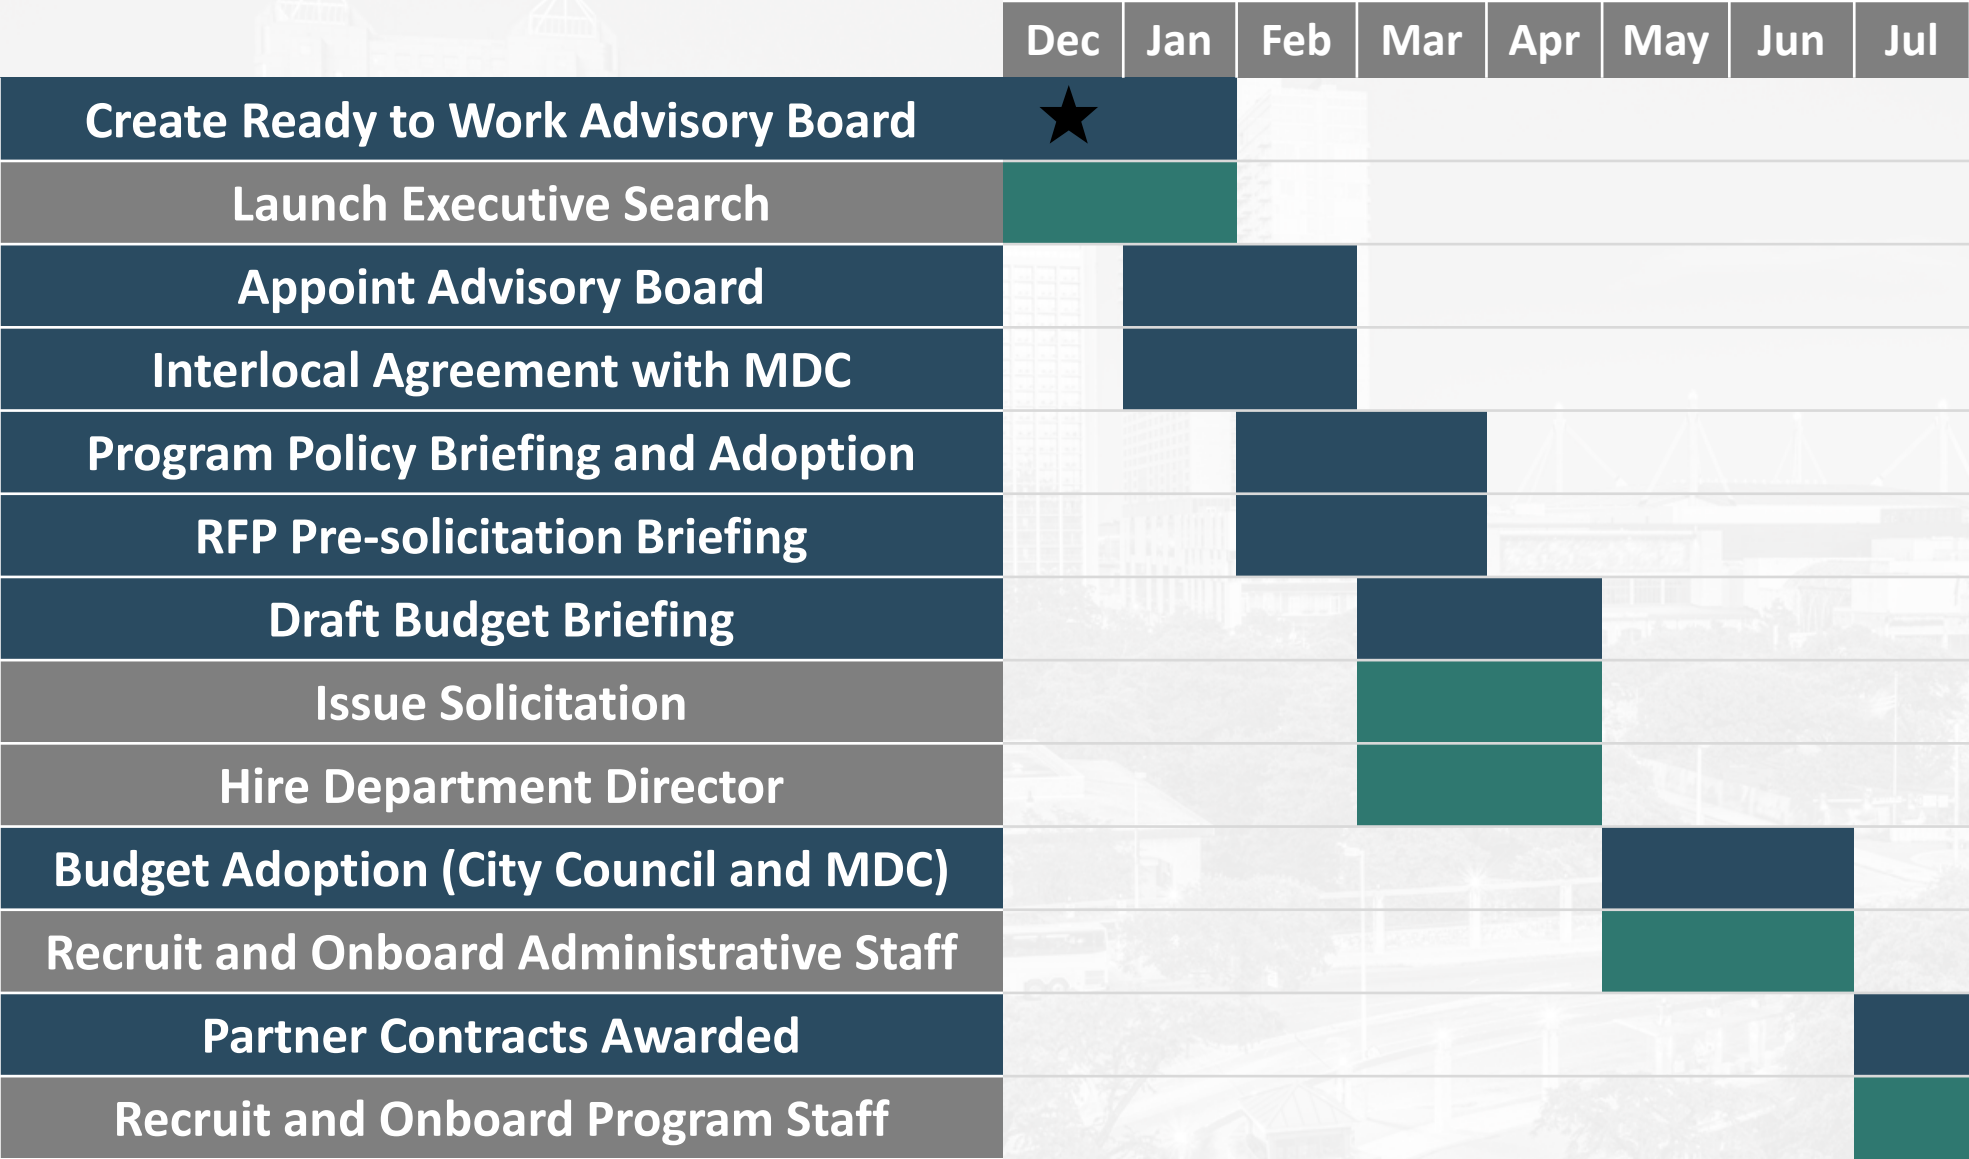 Dec Jan Feb Mar Apr May Jun Jul
Create Ready to Work Advisory Board
Launch Executive Search
Appoint Advisory Board
Interlocal Agreement with MDC
Program Policy Briefing and Adoption
RFP Pre-solicitation Briefing
Draft Budget Briefing
Issue Solicitation
Hire Department Director
Budget Adoption (City Council and MDC)
Recruit and Onboard Administrative Staff
Partner Contracts Awarded
Recruit and Onboard Program Staff